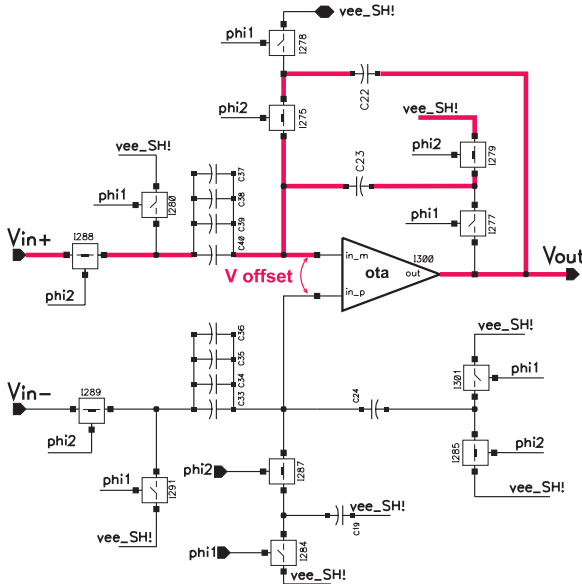 vee_SH!
phi1
I278
C22
phi2
I275
vee_SH!
vee_SH!
phi2
I279
C23
C37
C38
C39
C40
phi1
I280
phi1
I277
Vin+
I288
phi2
V offset
in_m
ota
out
I300
in_p
Vout
C36
C35
C34
C33
vee_SH!
I301
phi1
Vin-
I289
phi2
C24
I285
phi2
vee_SH!
phi1
I291
vee_SH!
phi2
I287
vee_SH!
C19
phi1
I284
vee_SH!